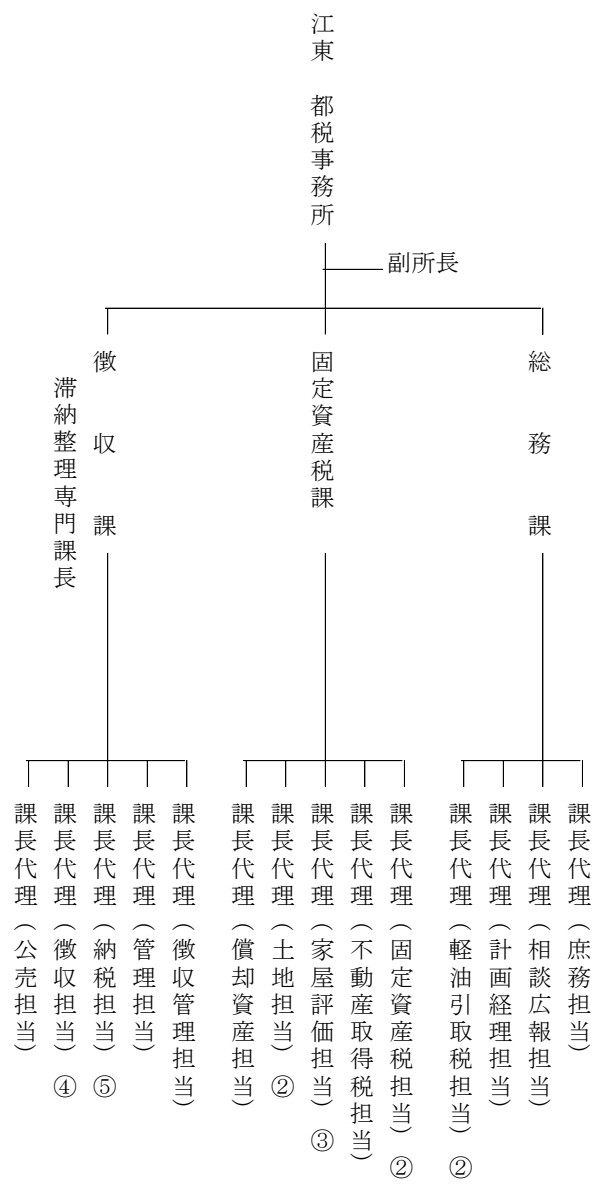 江東 都税事務所
副所長
総務課
固定資産税課
徴収課
滞納整理専門課長
課長代理(庶務担当)
課長代理(相談広報担当)
課長代理(計画経理担当)
課長代理(軽油引取税担当)②
課長代理(固定資産税担当)②
課長代理(不動産取得税担当)
課長代理(家屋評価担当)③
課長代理(土地担当)②
課長代理(償却資産担当)
課長代理(徴収管理担当)
課長代理(管理担当)
課長代理(納税担当)⑤
課長代理(徴収担当)④
課長代理(公売担当)